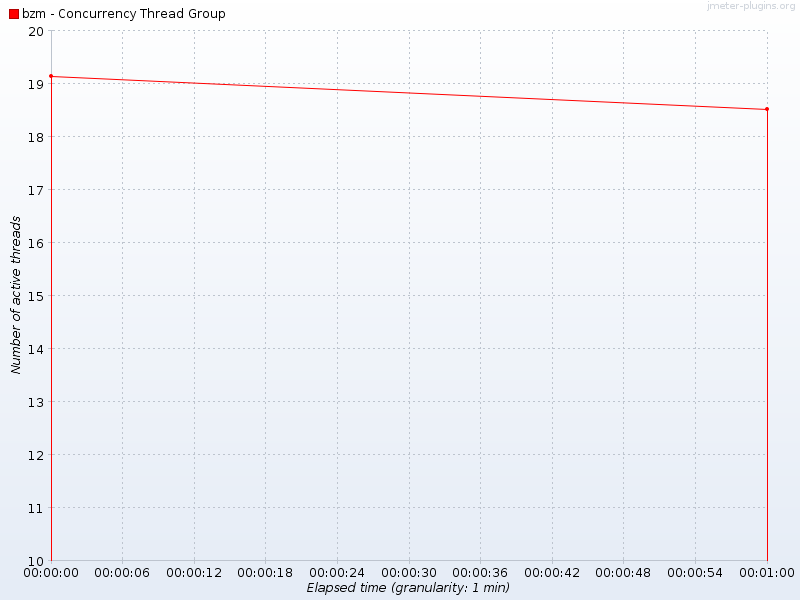 jmeter-plugins.org
bzm - Concurrency Thread Group
20
19
18
17
16
15
14
13
12
11
10
Number of active threads
00:00:00 00:00:06 00:00:12 00:00:18 00:00:24 00:00:30 00:00:36 00:00:42 00:00:48 00:00:54 00:01:00
Elapsed time (granularity: 1 min)